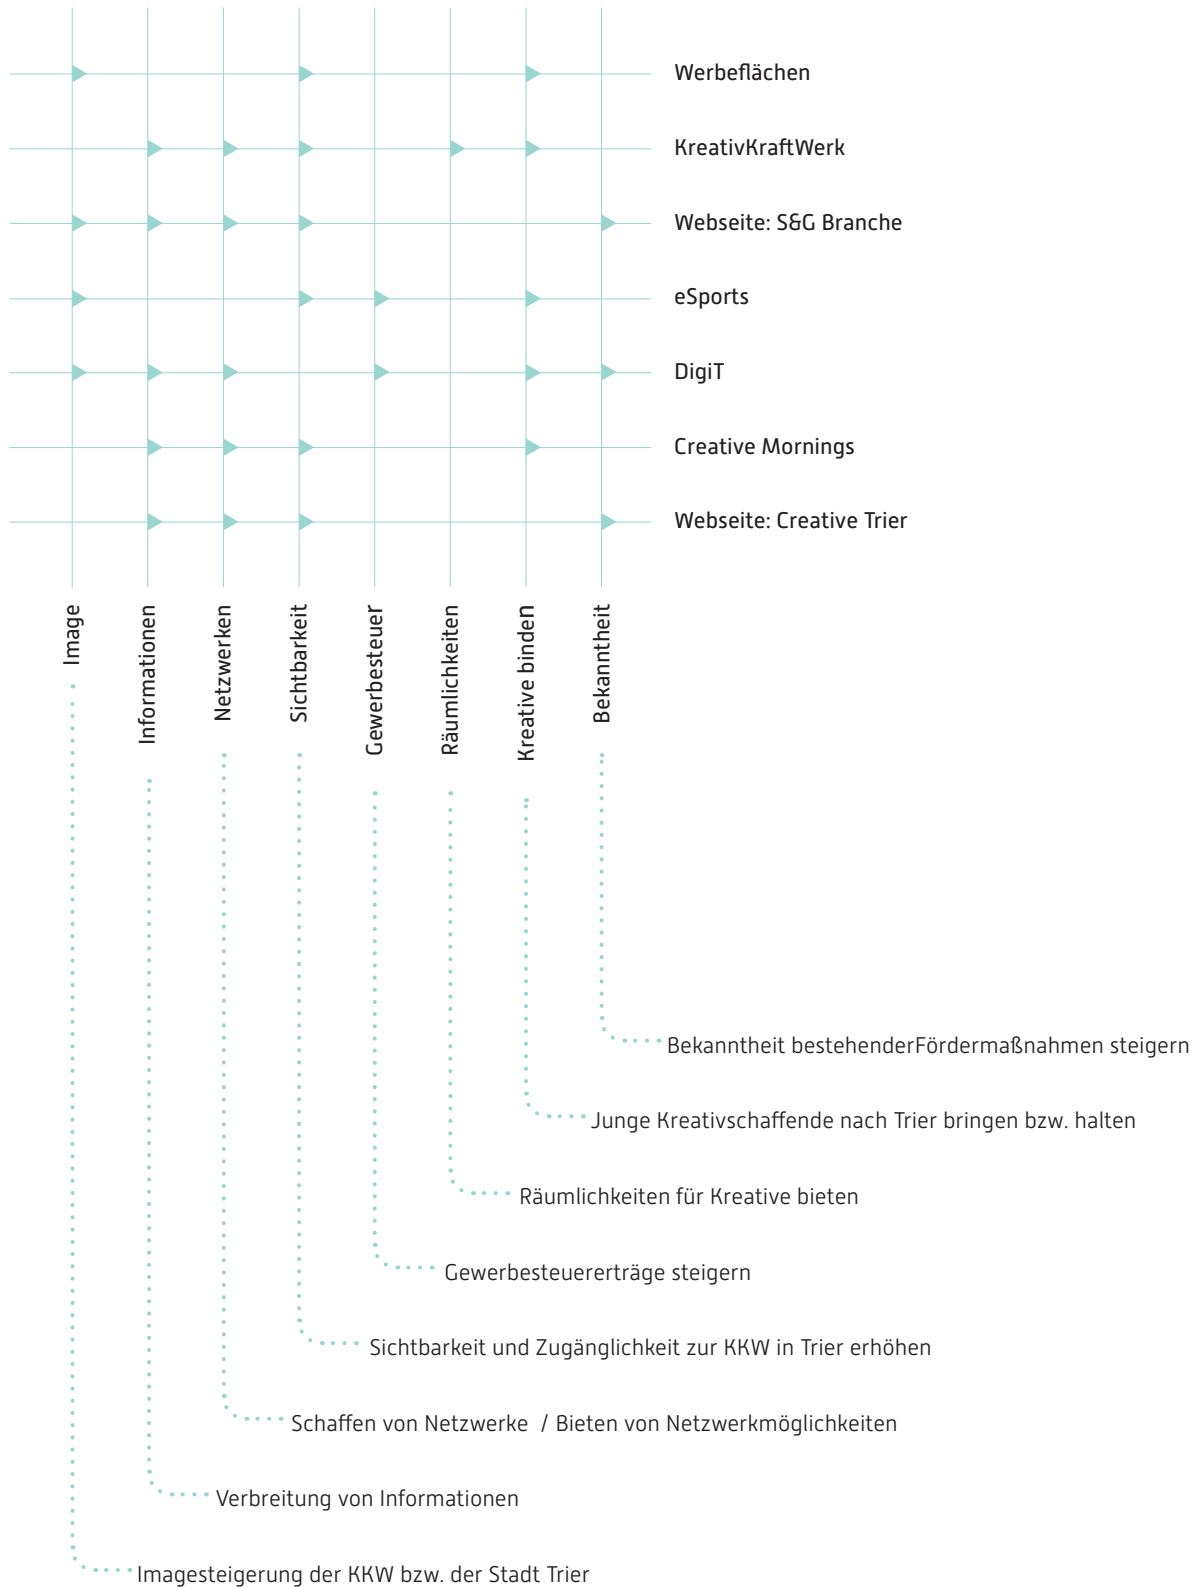 Werbeflächen
KreativKraftWerk
Webseite: S&G Branche
eSports
DigiT
Creative Mornings
Webseite: Creative Trier
Image
Informationen
Netzwerken
Sichtbarkeit
Gewerbesteuer
Räumlichkeiten
Kreative binden
Bekanntheit
Bekanntheit bestehenderFördermaßnahmen steigern
Junge Kreativschaffende nach Trier bringen bzw. halten
Räumlichkeiten für Kreative bieten
Gewerbesteuererträge steigern
Sichtbarkeit und Zugänglichkeit zur KKW in Trier erhöhen
Schaffen von Netzwerke / Bieten von Netzwerkmöglichkeiten
Verbreitung von Informationen
Imagesteigerung der KKW bzw. der Stadt Trier